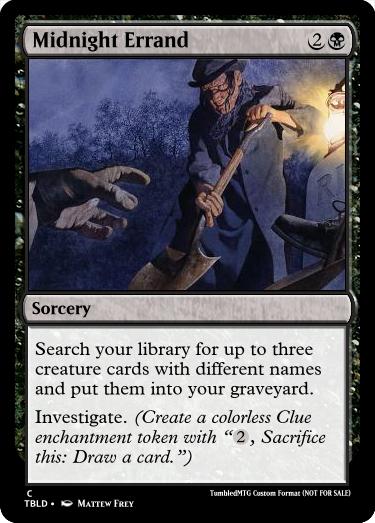 Midnight Errand 2
Sorcery
Search your library for up to three
creature cards with different names
and put them into your graveyard.
Investigate. (Create a colorless Clue
enchantment token with “2, Sacrifice
this: Draw a card.”)
C
TBLD • Mattew Frey
TumbledMTG Custom Format (NOT FOR SALE)